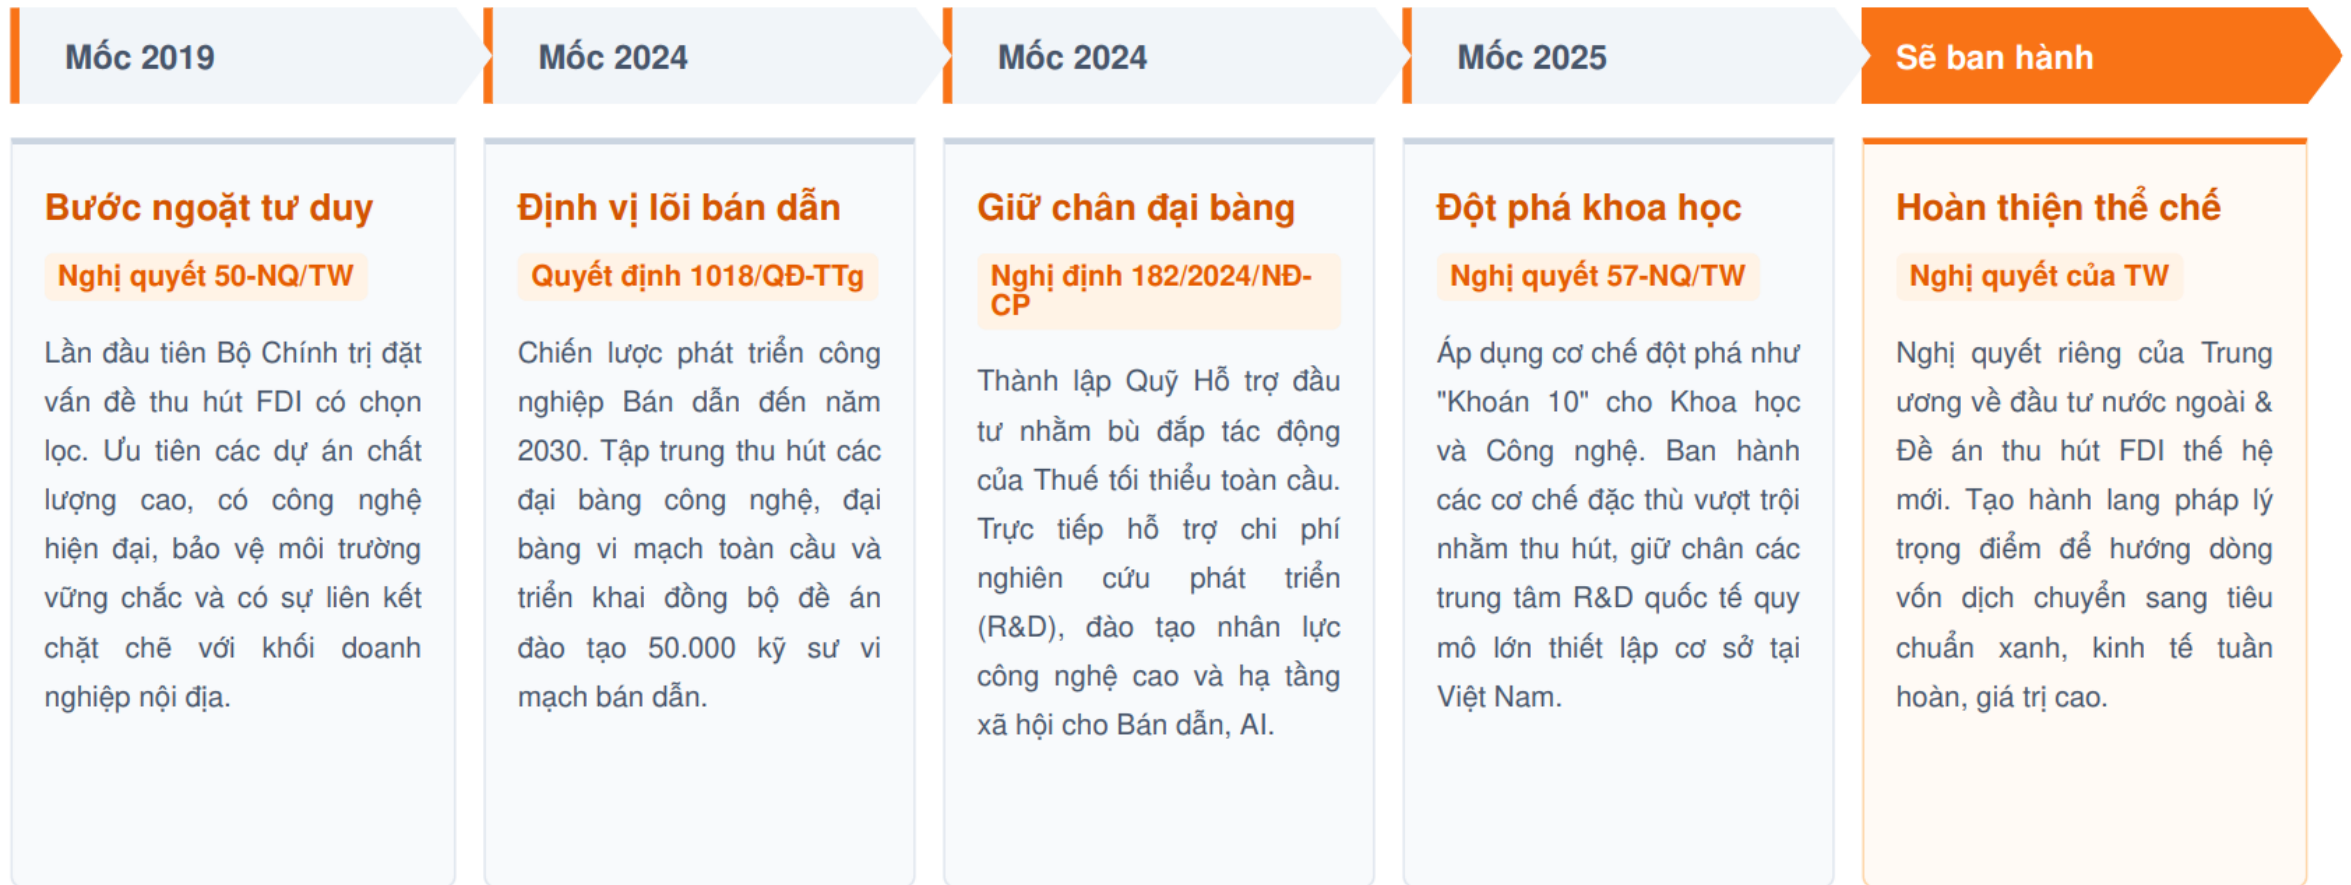 Mốc 2019
Mốc 2024
Mốc 2024
Mốc 2025
Sẽ ban hành
Bước ngoặt tư duy
Nghị quyết 50-NQ/TW
Lần đầu tiên Bộ Chính trị đặt
vấn đề thu hút FDI có chọn
lọc. Ưu tiên các dự án chất
lượng cao, có công nghệ
hiện đại, bảo vệ môi trường
vững chắc và có sự liên kết
chặt chẽ với khối doanh
nghiệp nội địa.
Định vị lõi bán dẫn
Quyết định 1018/QĐ-TTg
Chiến lược phát triển công
nghiệp Bán dẫn đến năm
2030. Tập trung thu hút các
đại bàng công nghệ, đại
bàng vi mạch toàn cầu và
triển khai đồng bộ đề án
đào tạo 50.000 kỹ sư vi
mạch bán dẫn.
Giữ chân đại bàng
Nghị định 182/2024/NĐ-
CP
Thành lập Quỹ Hỗ trợ đầu
tư nhằm bù đắp tác động
của Thuế tối thiểu toàn cầu.
Trực tiếp hỗ trợ chi phí
nghiên cứu phát triển
(R&D), đào tạo nhân lực
công nghệ cao và hạ tầng
xã hội cho Bán dẫn, AI.
Đột phá khoa học
Nghị quyết 57-NQ/TW
Áp dụng cơ chế đột phá như
"Khoán 10" cho Khoa học
và Công nghệ. Ban hành
các cơ chế đặc thù vượt trội
nhằm thu hút, giữ chân các
trung tâm R&D quốc tế quy
mô lớn thiết lập cơ sở tại
Việt Nam.
Hoàn thiện thể chế
Nghị quyết của TW
Nghị quyết riêng của Trung
ương về đầu tư nước ngoài &
Đề án thu hút FDI thế hệ
mới. Tạo hành lang pháp lý
trọng điểm để hướng dòng
vốn dịch chuyển sang tiêu
chuẩn xanh, kinh tế tuần
hoàn, giá trị cao.